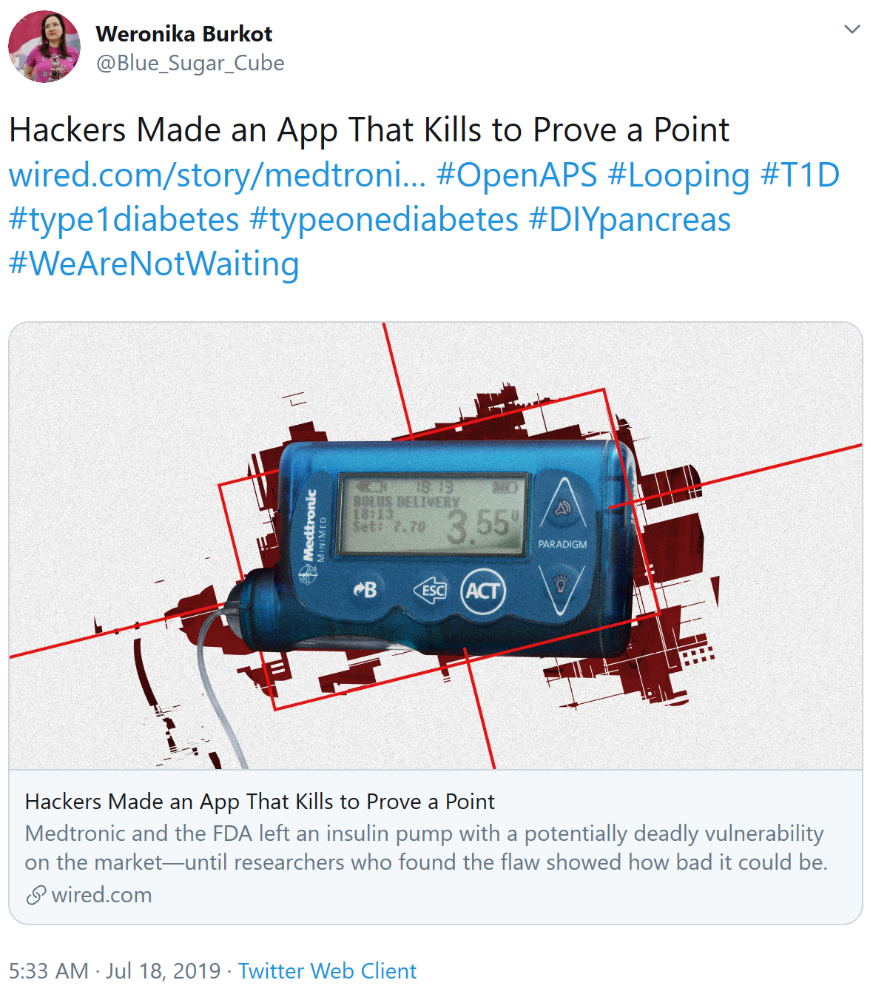 Weronika Burkot
@Blue_Sugar_Cube
Hackers Made an App That Kills to Prove a Point
wired.com/story/medtroni... #OpenAPS #Looping #T1D
#type1diabetes #typeonediabetes #DIYpancreas
#WeAreNotWaiting
18:13
BOLUS DELIVERY
18:13
Set: 7.70
3.55U
Medtronic
MINIMED
PARADIGM
B
ESC
ACT
Hackers Made an App That Kills to Prove a Point
Medtronic and the FDA left an insulin pump with a potentially deadly vulnerability
on the market—until researchers who found the flaw showed how bad it could be.
wired.com
5:33 AM · Jul 18, 2019 · Twitter Web Client